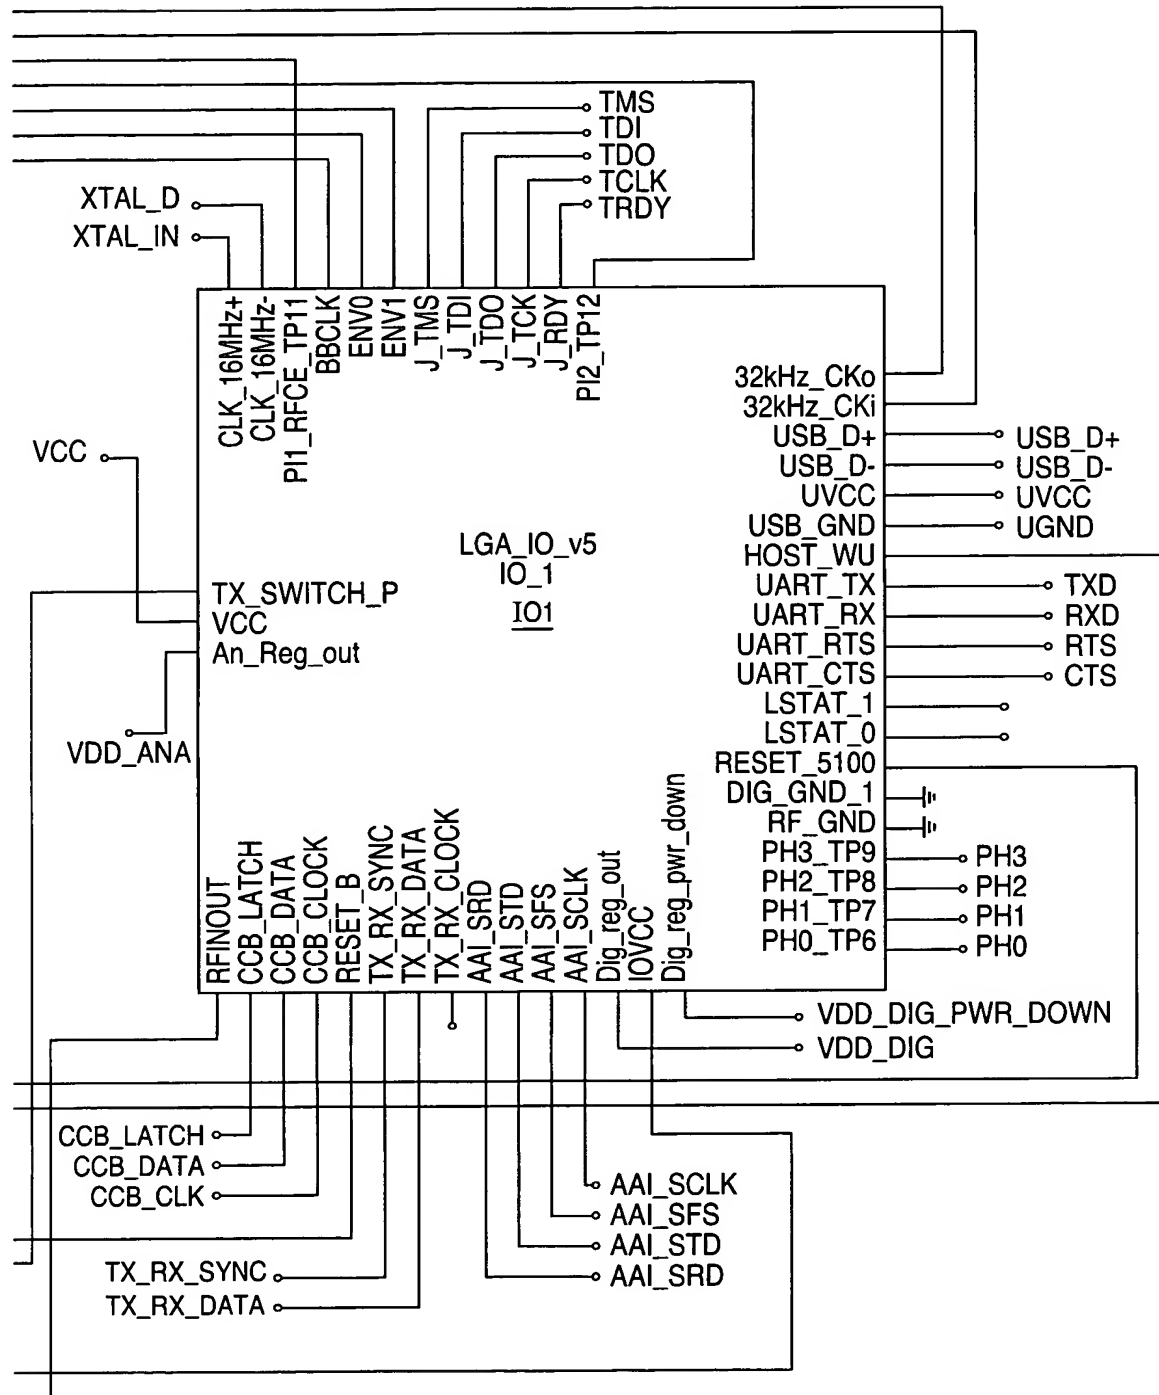 TMS
TDI
TDO
TCLK
TRDY
XTAL_D
XTAL_IN
CLK_16MHz+
CLK_16MHz-
PI1_RFCE_TP11
BBCLK
ENV0
ENV1
J_TMS
J_TDI
J_TDO
J_TCK
J_RDY
PI2_TP12
32kHz_CKo
32kHz_CKi
USB_D+ USB_D+
USB_D- USB_D-
UVCC UVCC
USB_GND UGND
HOST_WU
UART_TX TXD
UART_RX RXD
UART_RTS RTS
UART_CTS CTS
LSTAT_1
LSTAT_0
RESET_5100
DIG_GND_1
RF_GND
PH3_TP9 PH3
PH2_TP8 PH2
PH1_TP7 PH1
PH0_TP6 PH0
VCC
LGA_IO_v5
IO_1
IO1
TX_SWITCH_P
VCC
An_Reg_out
VDD_ANA
RFINOUT
CCB_LATCH
CCB_DATA
CCB_CLOCK
RESET_B
TX_RX_SYNC
TX_RX_DATA
TX_RX_CLOCK
AAI_SRD
AAI_STD
AAI_SFS
AAI_SCLK
Dig_reg_out
IOVCC
Dig_reg_pwr_down
VDD_DIG_PWR_DOWN
VDD_DIG
CCB_LATCH
CCB_DATA
CCB_CLK
AAI_SCLK
AAI_SFS
AAI_STD
AAI_SRD
TX_RX_SYNC
TX_RX_DATA